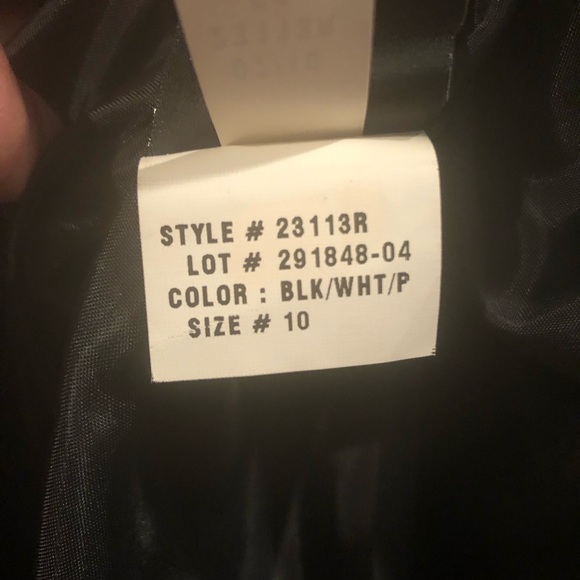 STYLE # 23113R
LOT # 291848-04
COLOR : BLK/WHT/P
SIZE # 10